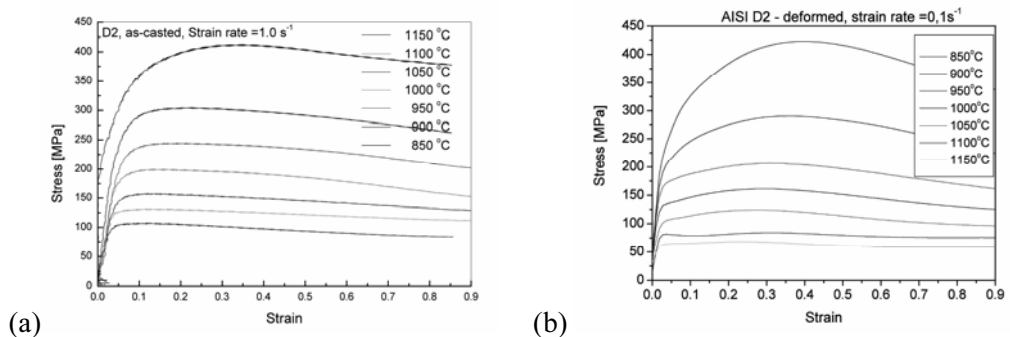 D2, as-casted, Strain rate =1.0 s⁻¹
1150 °C
1100 °C
1050 °C
1000 °C
950 °C
900 °C
850 °C
Stress [MPa]
450
400
350
300
250
200
150
100
50
0
0.0 0.1 0.2 0.3 0.4 0.5 0.6 0.7 0.8 0.9
Strain
(a)
AISI D2 - deformed, strain rate =0,1s⁻¹
850°C
900°C
950°C
1000°C
1050°C
1100°C
1150°C
Stress [MPa]
450
400
350
300
250
200
150
100
50
0
0.0 0.1 0.2 0.3 0.4 0.5 0.6 0.7 0.8 0.9
Strain
(b)